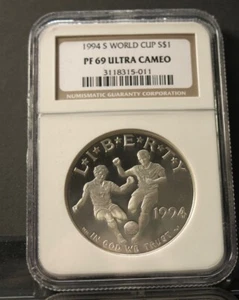 1994 S WORLD CUP S$1
PF 69 ULTRA CAMEO
3118315-011
NUMISMATIC GUARANTY CORPORATION
LIBERTY
1994
IN GOD WE TRUST